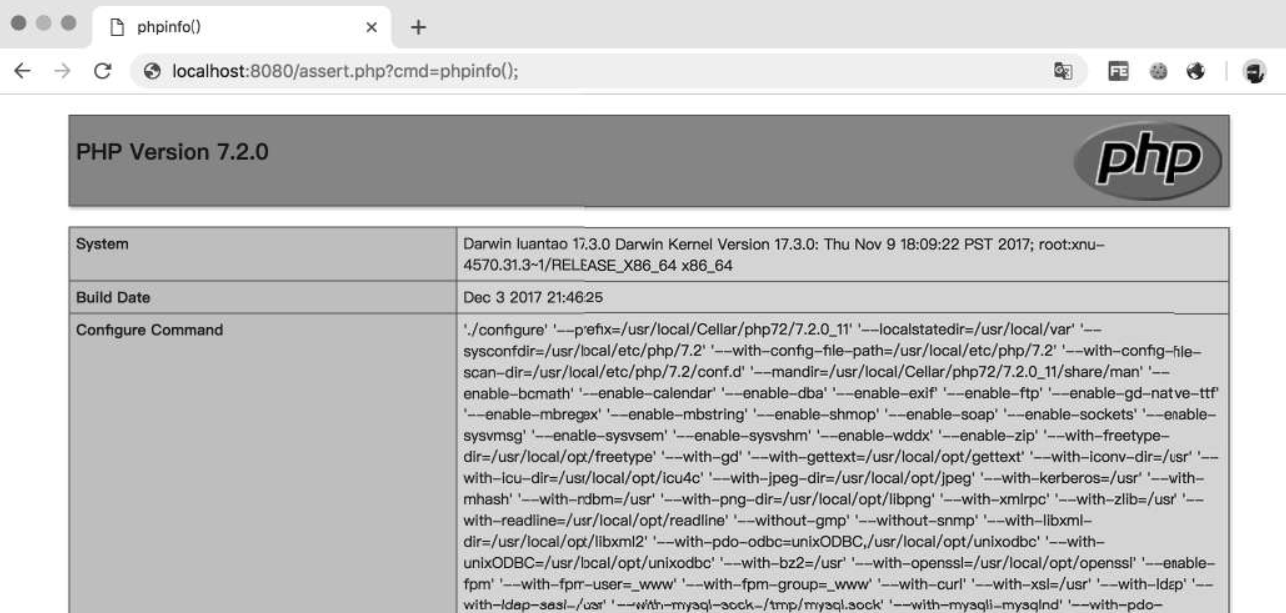 phpinfo()
localhost:8080/assert.php?cmd=phpinfo();
FE
PHP Version 7.2.0
php
System
Darwin luantao 17.3.0 Darwin Kernel Version 17.3.0: Thu Nov 9 18:09:22 PST 2017; root:xnu-
4570.31.3~1/RELEASE_X86_64 x86_64
Build Date
Dec 3 2017 21:46:25
Configure Command
'./configure' '--prefix=/usr/local/Cellar/php72/7.2.0_11' '--localstatedir=/usr/local/var' '--
sysconfdir=/usr/local/etc/php/7.2' '--with-config-file-path=/usr/local/etc/php/7.2' '--with-config-file-
scan-dir=/usr/local/etc/php/7.2/conf.d' '--mandir=/usr/local/Cellar/php72/7.2.0_11/share/man' '--
enable-bcmath' '--enable-calendar' '--enable-dba' '--enable-exif' '--enable-ftp' '--enable-gd-native-ttf'
'--enable-mbregex' '--enable-mbstring' '--enable-shmop' '--enable-soap' '--enable-sockets' '--enable-
sysvmsg' '--enable-sysvsem' '--enable-sysvshm' '--enable-wddx' '--enable-zip' '--with-freetype-
dir=/usr/local/opt/freetype' '--with-gd' '--with-gettext=/usr/local/opt/gettext' '--with-iconv-dir=/usr' '--
with-icu-dir=/usr/local/opt/icu4c' '--with-jpeg-dir=/usr/local/opt/jpeg' '--with-kerberos=/usr' '--with-
mhash' '--with-ndbm=/usr' '--with-png-dir=/usr/local/opt/libpng' '--with-xmlrpc' '--with-zlib=/usr' '--
with-readline=/usr/local/opt/readline' '--without-gmp' '--without-snmp' '--with-libxml-
dir=/usr/local/opt/libxml2' '--with-pdo-odbc=unixODBC,/usr/local/opt/unixodbc' '--with-
unixODBC=/usr/local/opt/unixodbc' '--with-bz2=/usr' '--with-openssl=/usr/local/opt/openssl' '--enable-
fpm' '--with-fpm-user=_www' '--with-fpm-group=_www' '--with-curl' '--with-xsl=/usr' '--with-ldap' '--
with-ldap-sasl=/usr' '--with-mysql-sock=/tmp/mysql.sock' '--with-mysqli=mysqlnd' '--with-pdo-